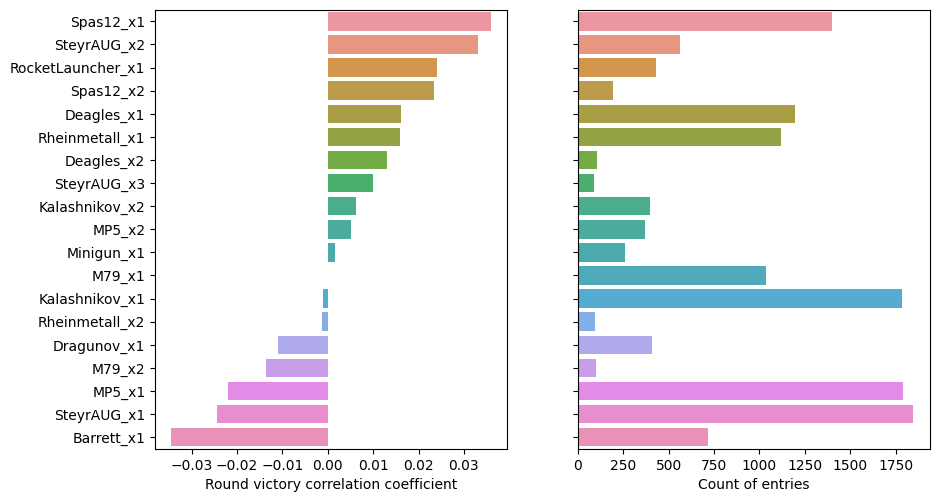 Spas12_x1
SteyrAUG_x2
RocketLauncher_x1
Spas12_x2
Deagles_x1
Rheinmetall_x1
Deagles_x2
SteyrAUG_x3
Kalashnikov_x2
MP5_x2
Minigun_x1
M79_x1
Kalashnikov_x1
Rheinmetall_x2
Dragunov_x1
M79_x2
MP5_x1
SteyrAUG_x1
Barrett_x1
−0.03 −0.02 −0.01 0.00 0.01 0.02 0.03
Round victory correlation coefficient
0 250 500 750 1000 1250 1500 1750
Count of entries